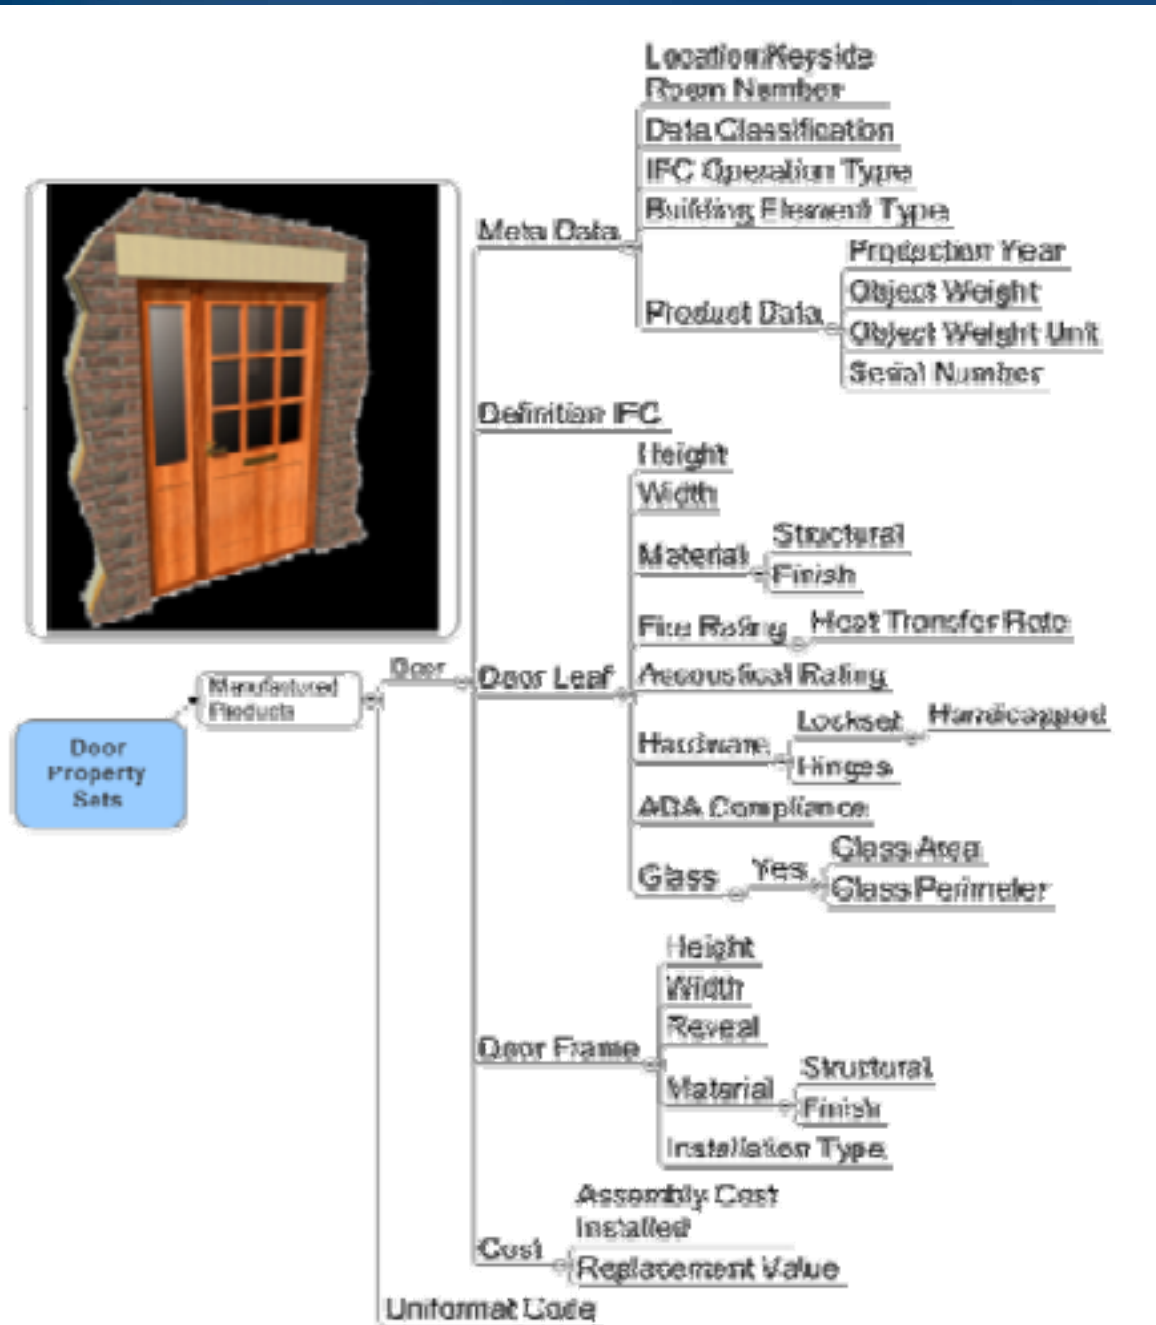 Location/Keyside
Room Number
Data Classification
IFC Operation Type
Building Element Type
Meta Data
Production Year
Object Weight
Product Data
Object Weight Unit
Serial Number
Definition IFC
Height
Width
Structural
Material
Finish
Fire Rating
Heat Transfer Rate
Door
Door Leaf
Accoustical Rating
Manufactured
Products
Lockset
Handicapped
Hardware
Hinges
Door
Property
Sets
ADA Compliance
Glass Area
Glass
Yes
Glass Perimeter
Height
Width
Reveal
Door Frame
Structural
Material
Finish
Installation Type
Assembly Cost
Installed
Cost
Replacement Value
Uniformat Code